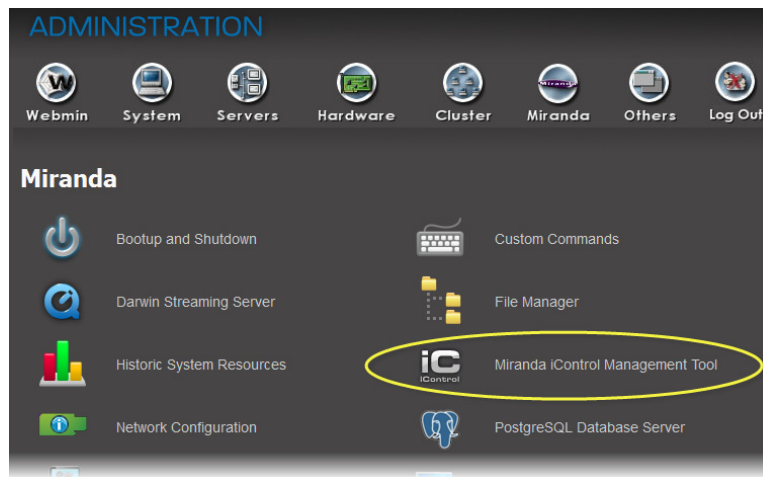 ADMINISTRATION
W
Miranda
Webmin System Servers Hardware Cluster Miranda Others Log Out
Miranda
Bootup and Shutdown
Custom Commands
Darwin Streaming Server
File Manager
Historic System Resources
iC
iControl
Miranda iControl Management Tool
Network Configuration
PostgreSQL Database Server